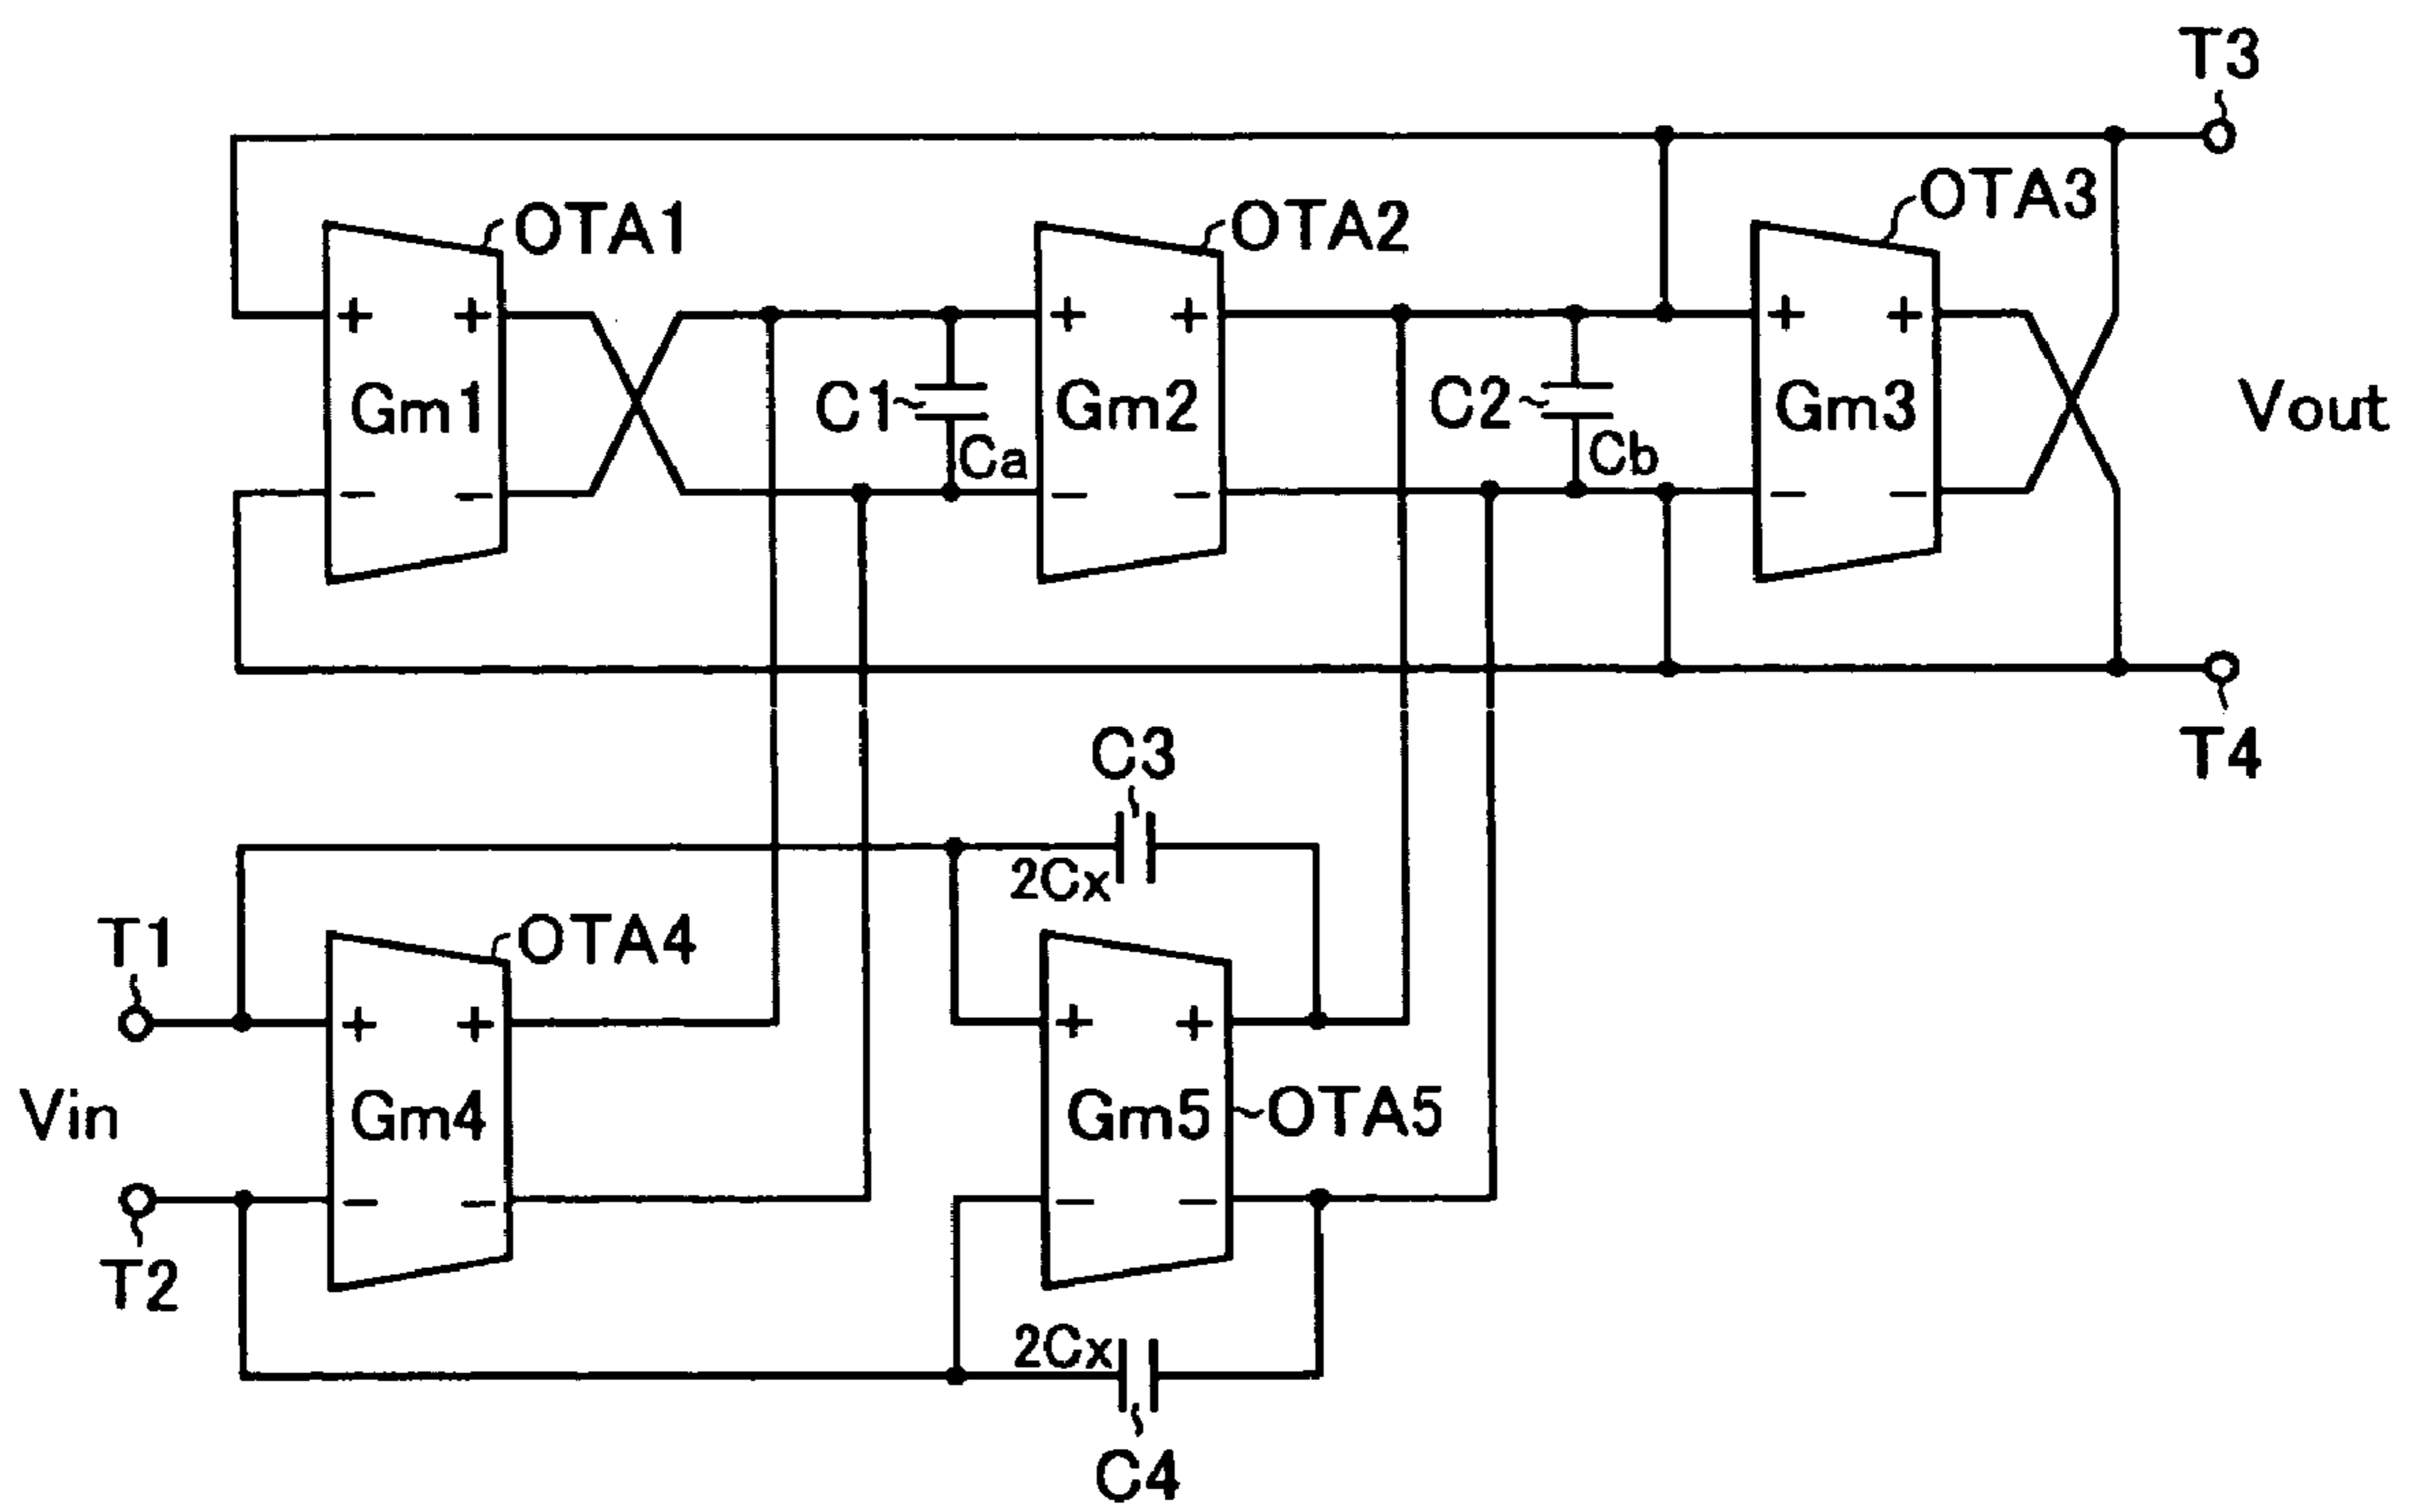 T3
OTA1
OTA2
OTA3
+ +
+ +
+ +
Gm1
C1
Ca
Gm2
C2
Cb
Gm3
Vout
− −
− −
− −
T4
C3
2Cx
T1
OTA4
+ +
+ +
Vin
Gm4
Gm5
OTA5
− −
− −
T2
2Cx
C4